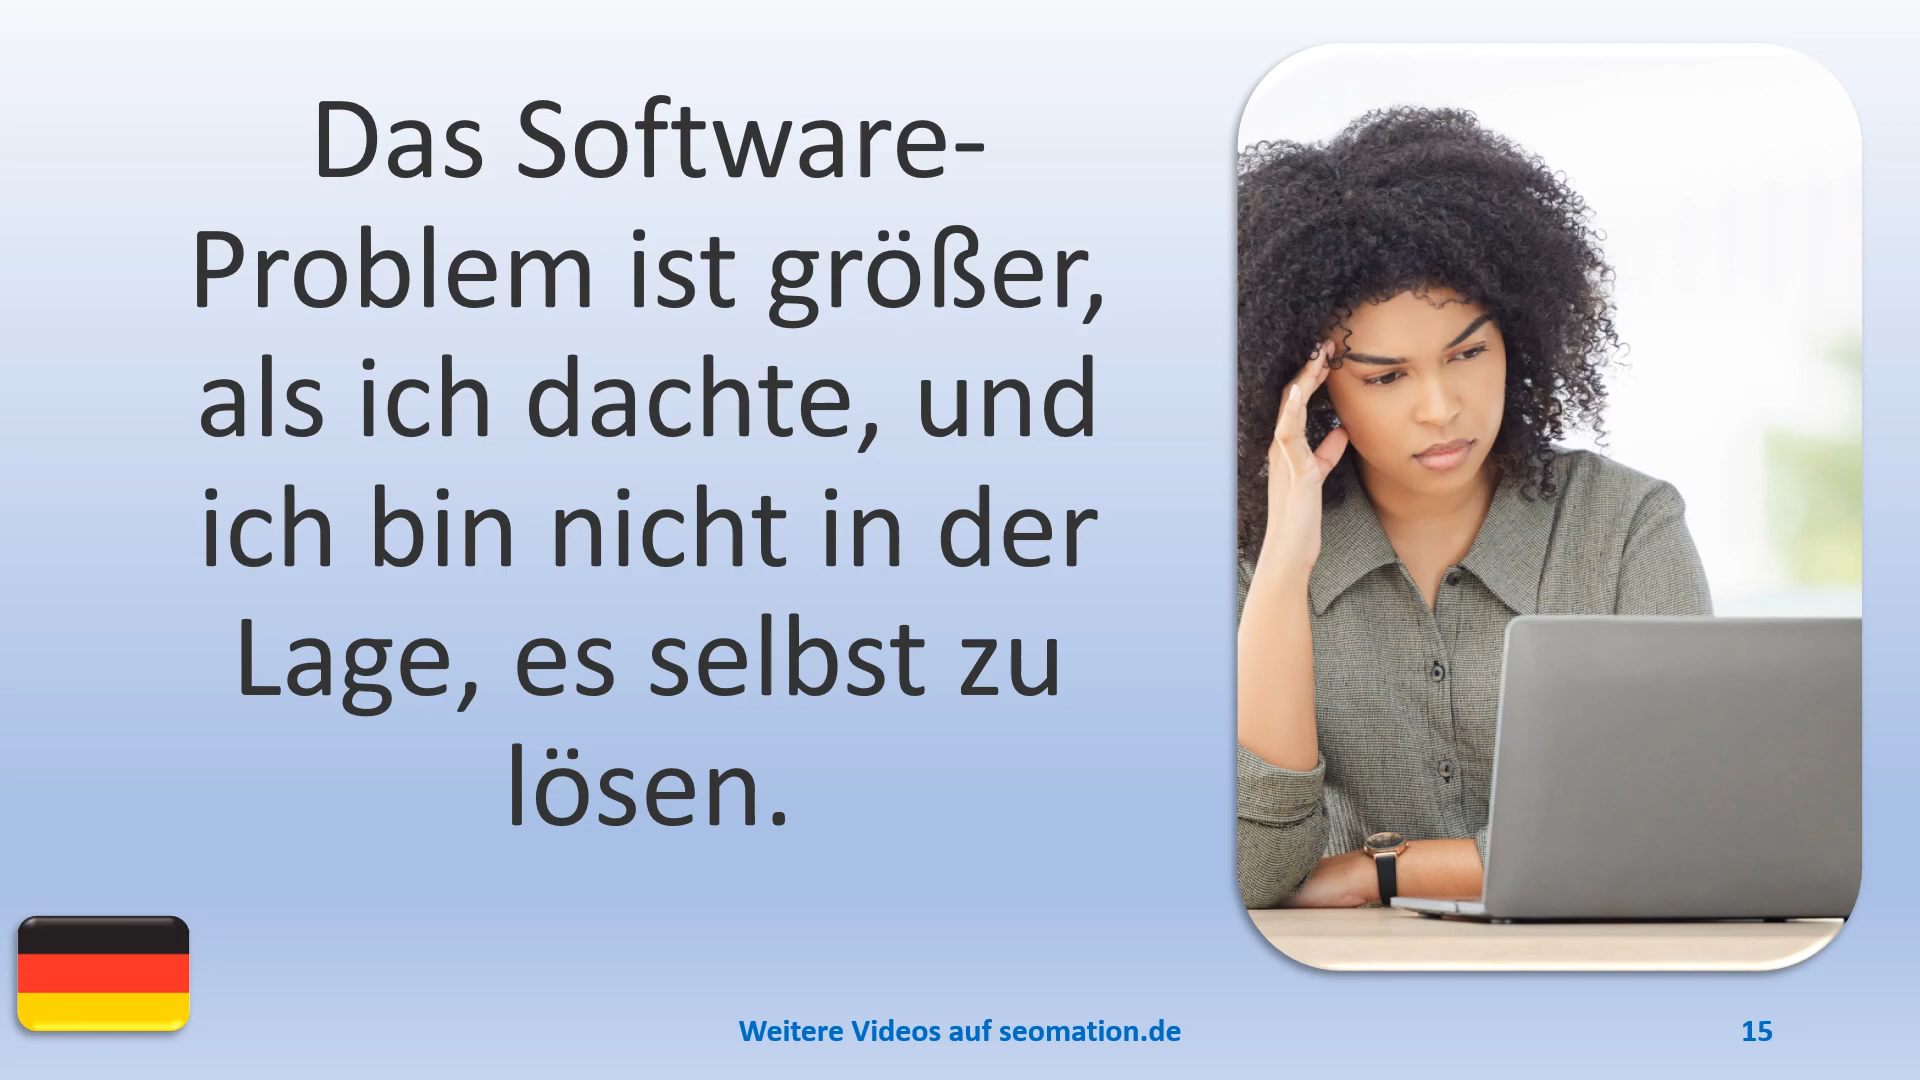 Das Software-
Problem ist größer,
als ich dachte, und
ich bin nicht in der
Lage, es selbst zu
lösen.
Weitere Videos auf seomation.de
15